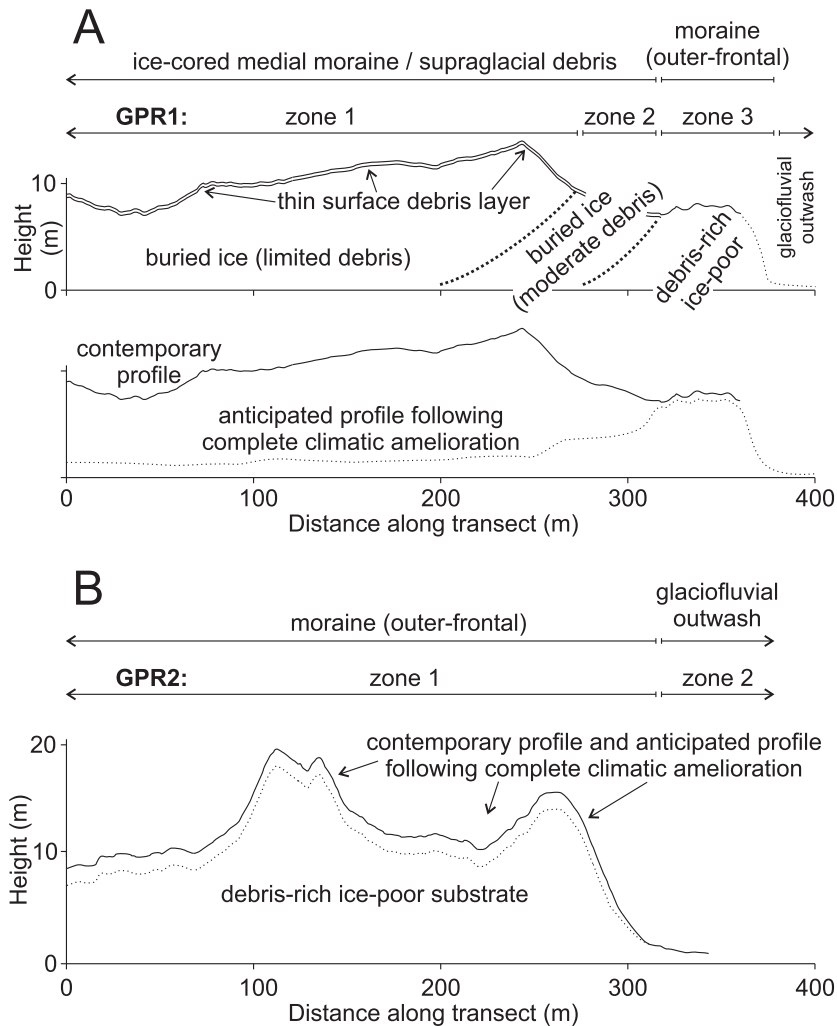 A
ice-cored medial moraine / supraglacial debris
moraine
(outer-frontal)
GPR1:
zone 1
zone 2
zone 3
10
Height
(m)
0
thin surface debris layer
buried ice (limited debris)
buried ice
(moderate debris)
debris-rich
ice-poor
glaciofluvial
outwash
contemporary
profile
anticipated profile following
complete climatic amelioration
0
100
200
300
400
Distance along transect (m)
B
moraine (outer-frontal)
glaciofluvial
outwash
GPR2:
zone 1
zone 2
20
10
0
Height (m)
contemporary profile and anticipated profile
following complete climatic amelioration
debris-rich ice-poor substrate
0
100
200
300
400
Distance along transect (m)